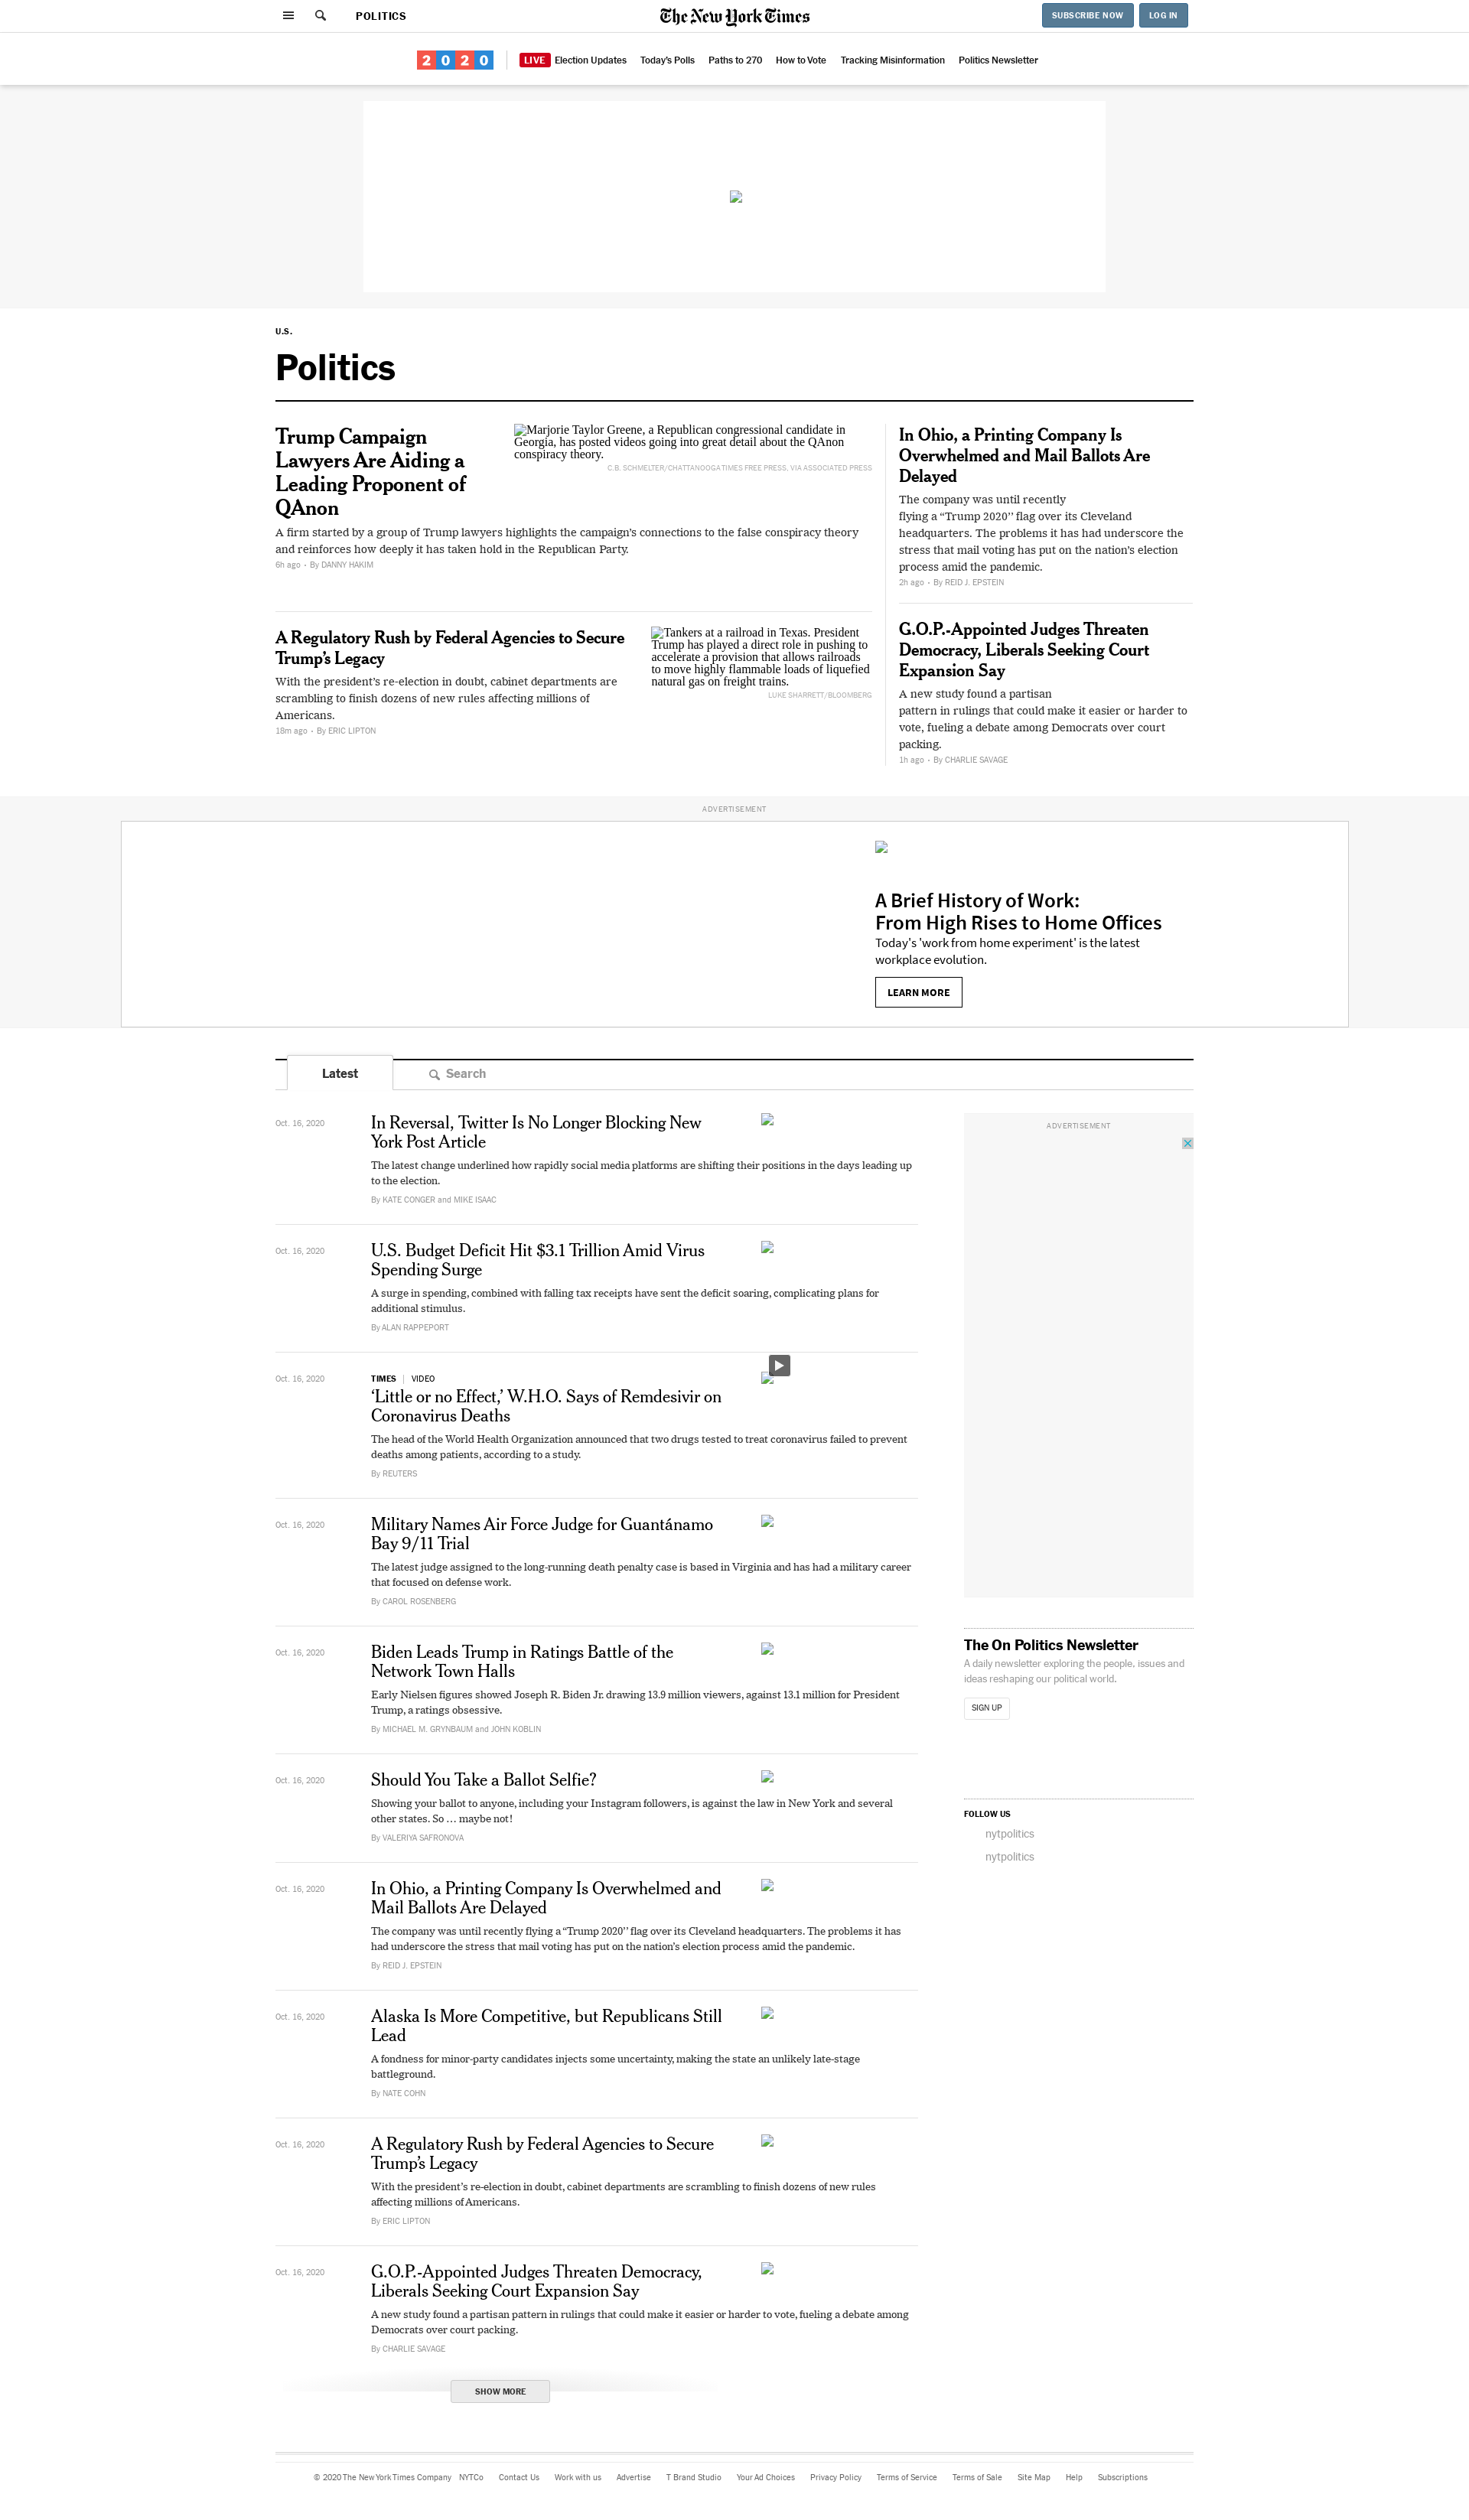 POLITICS
The New York Times
SUBSCRIBE NOW
LOG IN
2020
LIVE Election Updates
Today's Polls
Paths to 270
How to Vote
Tracking Misinformation
Politics Newsletter
U.S.
Politics
Trump Campaign
Lawyers Are Aiding a
Leading Proponent of
QAnon
Marjorie Taylor Greene, a Republican congressional candidate in
Georgia, has posted videos going into great detail about the QAnon
conspiracy theory.
C.B. SCHMELTER/CHATTANOOGA TIMES FREE PRESS, VIA ASSOCIATED PRESS
A firm started by a group of Trump lawyers highlights the campaign’s connections to the false conspiracy theory
and reinforces how deeply it has taken hold in the Republican Party.
6h ago • By DANNY HAKIM
A Regulatory Rush by Federal Agencies to Secure
Trump’s Legacy
With the president’s re-election in doubt, cabinet departments are
scrambling to finish dozens of new rules affecting millions of
Americans.
18m ago • By ERIC LIPTON
Tankers at a railroad in Texas. President
Trump has played a direct role in pushing to
accelerate a provision that allows railroads
to move highly flammable loads of liquefied
natural gas on freight trains.
LUKE SHARRETT/BLOOMBERG
In Ohio, a Printing Company Is
Overwhelmed and Mail Ballots Are
Delayed
The company was until recently
flying a “Trump 2020’’ flag over its Cleveland
headquarters. The problems it has had underscore the
stress that mail voting has put on the nation’s election
process amid the pandemic.
2h ago • By REID J. EPSTEIN
G.O.P.-Appointed Judges Threaten
Democracy, Liberals Seeking Court
Expansion Say
A new study found a partisan
pattern in rulings that could make it easier or harder to
vote, fueling a debate among Democrats over court
packing.
1h ago • By CHARLIE SAVAGE
ADVERTISEMENT
A Brief History of Work:
From High Rises to Home Offices
Today's 'work from home experiment' is the latest
workplace evolution.
LEARN MORE
Latest
Search
Oct. 16, 2020
In Reversal, Twitter Is No Longer Blocking New
York Post Article
The latest change underlined how rapidly social media platforms are shifting their positions in the days leading up
to the election.
By KATE CONGER and MIKE ISAAC
Oct. 16, 2020
U.S. Budget Deficit Hit $3.1 Trillion Amid Virus
Spending Surge
A surge in spending, combined with falling tax receipts have sent the deficit soaring, complicating plans for
additional stimulus.
By ALAN RAPPEPORT
Oct. 16, 2020
TIMES | VIDEO
‘Little or no Effect,’ W.H.O. Says of Remdesivir on
Coronavirus Deaths
The head of the World Health Organization announced that two drugs tested to treat coronavirus failed to prevent
deaths among patients, according to a study.
By REUTERS
Oct. 16, 2020
Military Names Air Force Judge for Guantánamo
Bay 9/11 Trial
The latest judge assigned to the long-running death penalty case is based in Virginia and has had a military career
that focused on defense work.
By CAROL ROSENBERG
Oct. 16, 2020
Biden Leads Trump in Ratings Battle of the
Network Town Halls
Early Nielsen figures showed Joseph R. Biden Jr. drawing 13.9 million viewers, against 13.1 million for President
Trump, a ratings obsessive.
By MICHAEL M. GRYNBAUM and JOHN KOBLIN
Oct. 16, 2020
Should You Take a Ballot Selfie?
Showing your ballot to anyone, including your Instagram followers, is against the law in New York and several
other states. So … maybe not!
By VALERIYA SAFRONOVA
Oct. 16, 2020
In Ohio, a Printing Company Is Overwhelmed and
Mail Ballots Are Delayed
The company was until recently flying a “Trump 2020’’ flag over its Cleveland headquarters. The problems it has
had underscore the stress that mail voting has put on the nation’s election process amid the pandemic.
By REID J. EPSTEIN
Oct. 16, 2020
Alaska Is More Competitive, but Republicans Still
Lead
A fondness for minor-party candidates injects some uncertainty, making the state an unlikely late-stage
battleground.
By NATE COHN
Oct. 16, 2020
A Regulatory Rush by Federal Agencies to Secure
Trump’s Legacy
With the president’s re-election in doubt, cabinet departments are scrambling to finish dozens of new rules
affecting millions of Americans.
By ERIC LIPTON
Oct. 16, 2020
G.O.P.-Appointed Judges Threaten Democracy,
Liberals Seeking Court Expansion Say
A new study found a partisan pattern in rulings that could make it easier or harder to vote, fueling a debate among
Democrats over court packing.
By CHARLIE SAVAGE
SHOW MORE
ADVERTISEMENT
The On Politics Newsletter
A daily newsletter exploring the people, issues and
ideas reshaping our political world.
SIGN UP
FOLLOW US
nytpolitics
nytpolitics
© 2020 The New York Times Company
NYTCo
Contact Us
Work with us
Advertise
T Brand Studio
Your Ad Choices
Privacy Policy
Terms of Service
Terms of Sale
Site Map
Help
Subscriptions